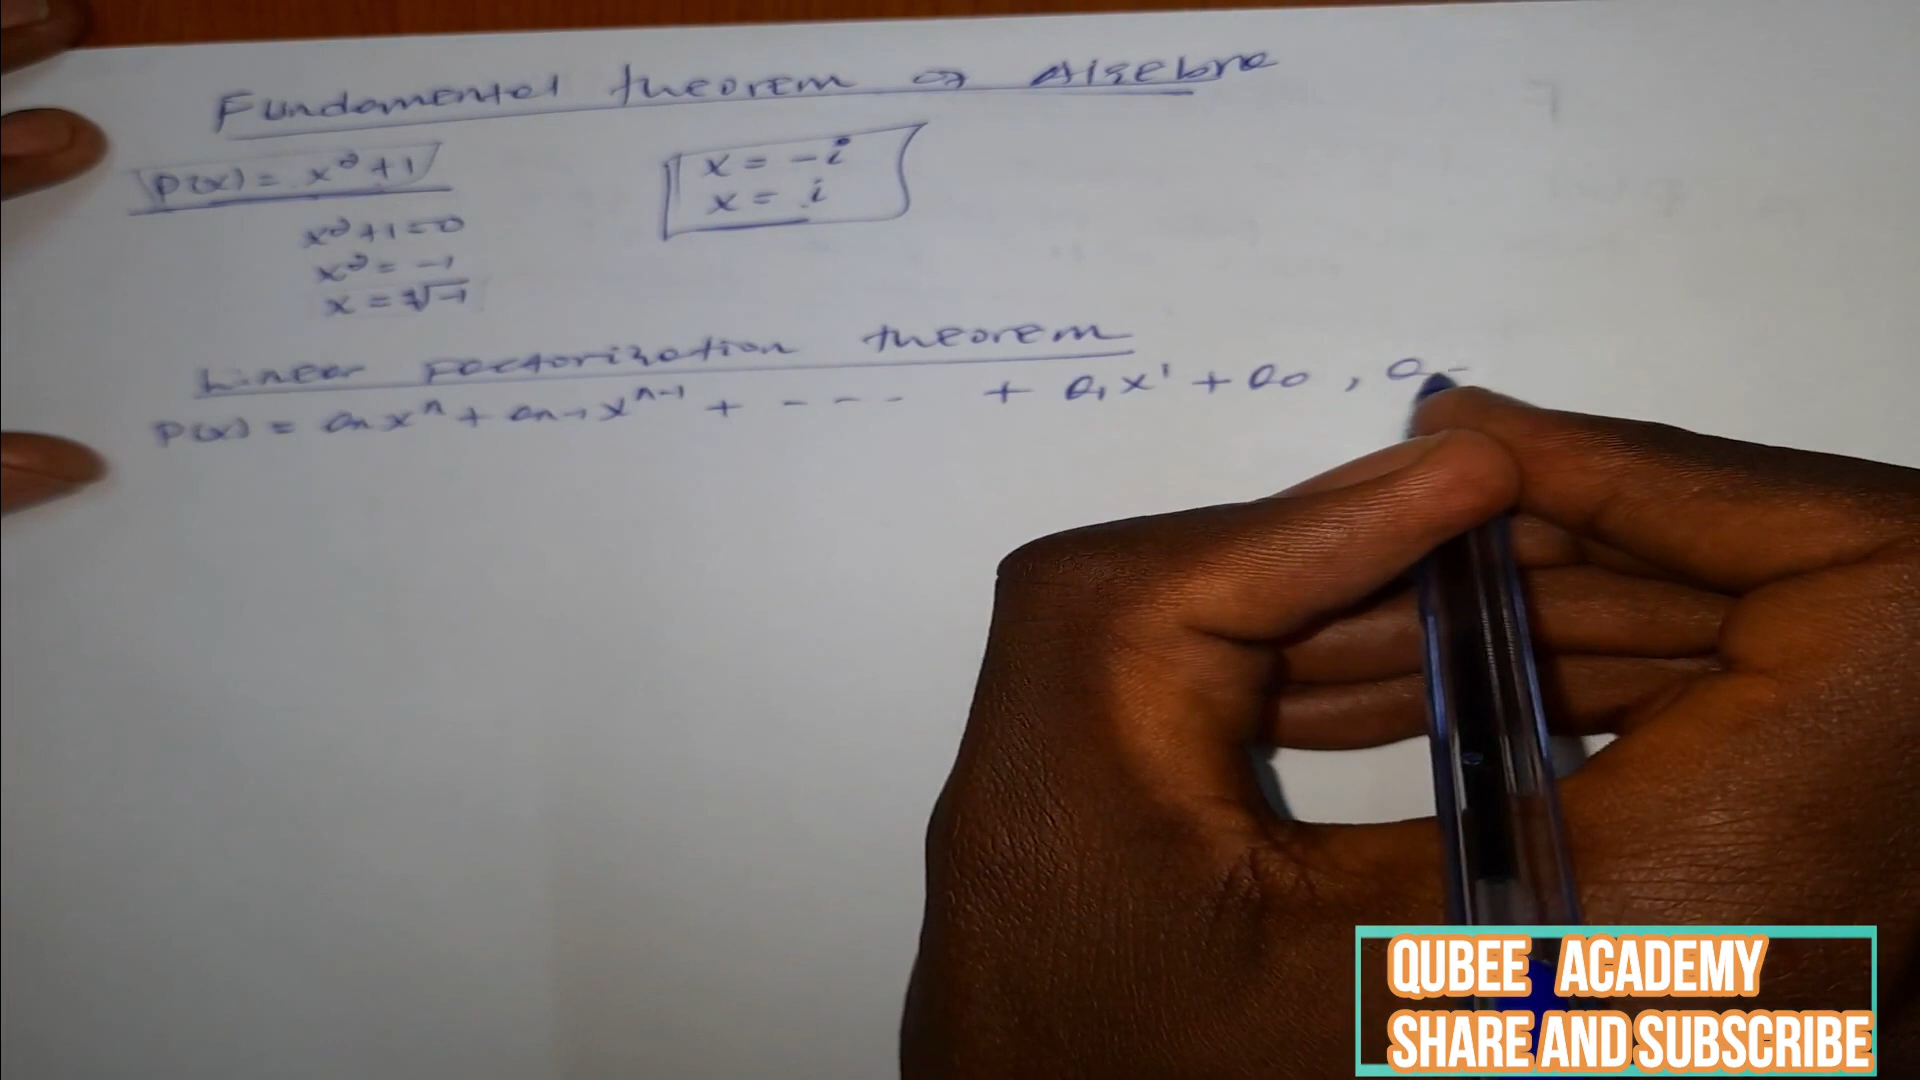 Fundamental theorem of Algebra
P(x) = x² + 1
x² + 1 = 0
x² = -1
x = √-1
x = -i
x = i
Linear Factorization theorem
P(x) = aₙxⁿ + aₙ₋₁xⁿ⁻¹ + - - - - + a₁x¹ + a₀ , a
QUBEE ACADEMY
SHARE AND SUBSCRIBE